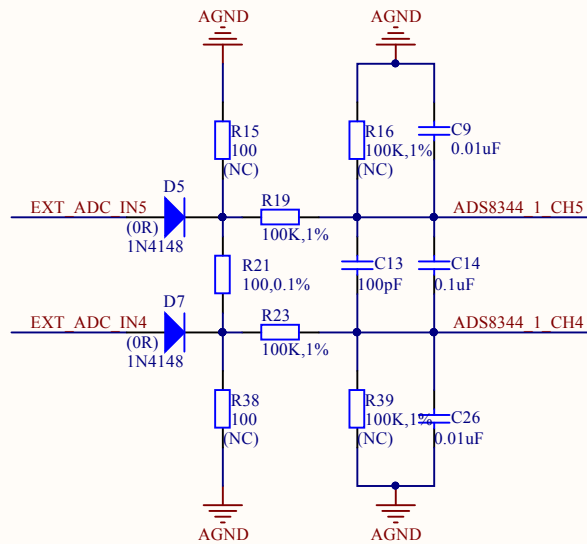 AGND
AGND
R15
100
(NC)
R16
100K,1%
(NC)
C9
0.01uF
D5
EXT_ADC_IN5
(0R)
1N4148
R19
100K,1%
ADS8344_1_CH5
R21
100,0.1%
C13
100pF
C14
0.1uF
D7
EXT_ADC_IN4
(0R)
1N4148
R23
100K,1%
ADS8344_1_CH4
R38
100
(NC)
R39
100K,1%
(NC)
C26
0.01uF
AGND
AGND